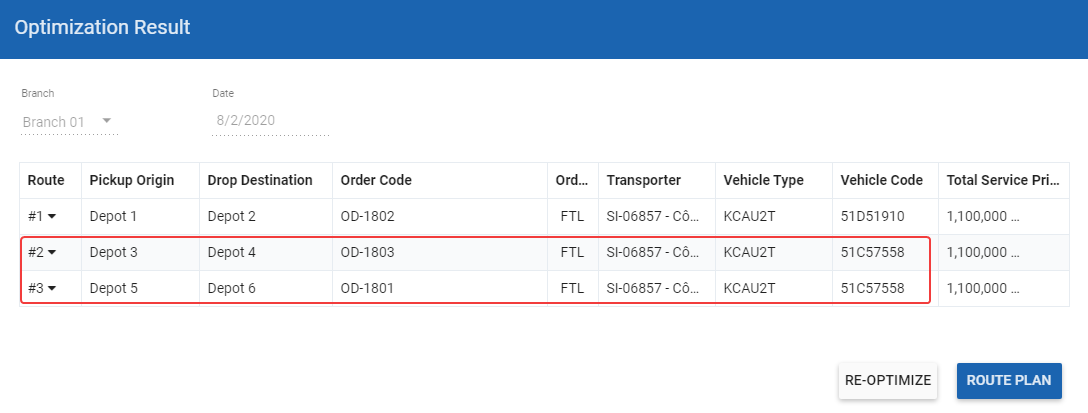 Optimization Result
Branch Date
Branch 01 8/2/2020
Route Pickup Origin Drop Destination Order Code Ord... Transporter Vehicle Type Vehicle Code Total Service Pri...
#1 Depot 1 Depot 2 OD-1802 FTL SI-06857 - Cô... KCAU2T 51D51910 1,100,000 ...
#2 Depot 3 Depot 4 OD-1803 FTL SI-06857 - Cô... KCAU2T 51C57558 1,100,000 ...
#3 Depot 5 Depot 6 OD-1801 FTL SI-06857 - Cô... KCAU2T 51C57558 1,100,000 ...
RE-OPTIMIZE ROUTE PLAN